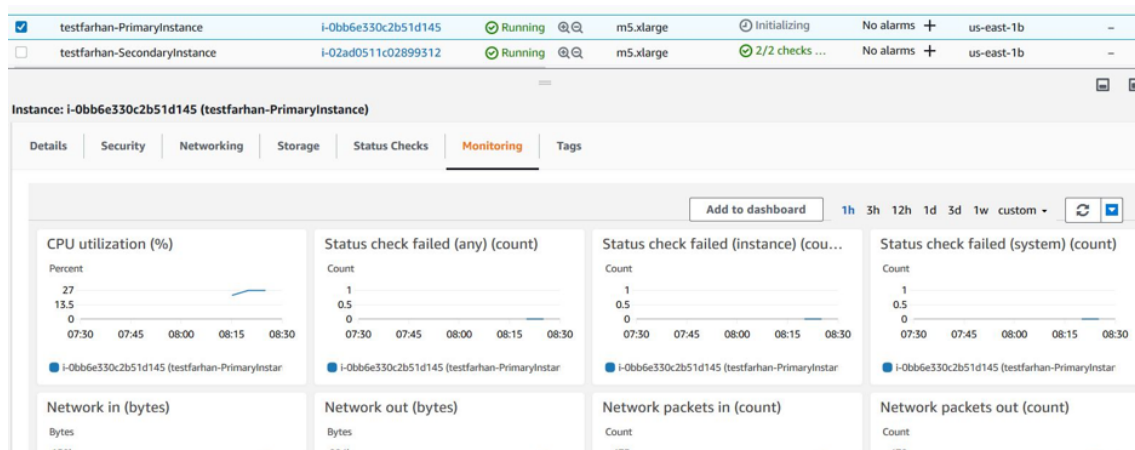 testfarhan-PrimaryInstance i-0bb6e330c2b51d145 Running m5.xlarge Initializing No alarms + us-east-1b –
testfarhan-SecondaryInstance i-02ad0511c02899312 Running m5.xlarge 2/2 checks ... No alarms + us-east-1b –
Instance: i-0bb6e330c2b51d145 (testfarhan-PrimaryInstance)
Details Security Networking Storage Status Checks Monitoring Tags
Add to dashboard 1h 3h 12h 1d 3d 1w custom
CPU utilization (%)
Percent
27
13.5
0
07:30 07:45 08:00 08:15 08:30
i-0bb6e330c2b51d145 (testfarhan-PrimaryInstar
Status check failed (any) (count)
Count
1
0.5
0
07:30 07:45 08:00 08:15 08:30
i-0bb6e330c2b51d145 (testfarhan-PrimaryInstar
Status check failed (instance) (cou...
Count
1
0.5
0
07:30 07:45 08:00 08:15 08:30
i-0bb6e330c2b51d145 (testfarhan-PrimaryInstar
Status check failed (system) (count)
Count
1
0.5
0
07:30 07:45 08:00 08:15 08:30
i-0bb6e330c2b51d145 (testfarhan-PrimaryInstar
Network in (bytes)
Bytes
Network out (bytes)
Bytes
Network packets in (count)
Count
Network packets out (count)
Count